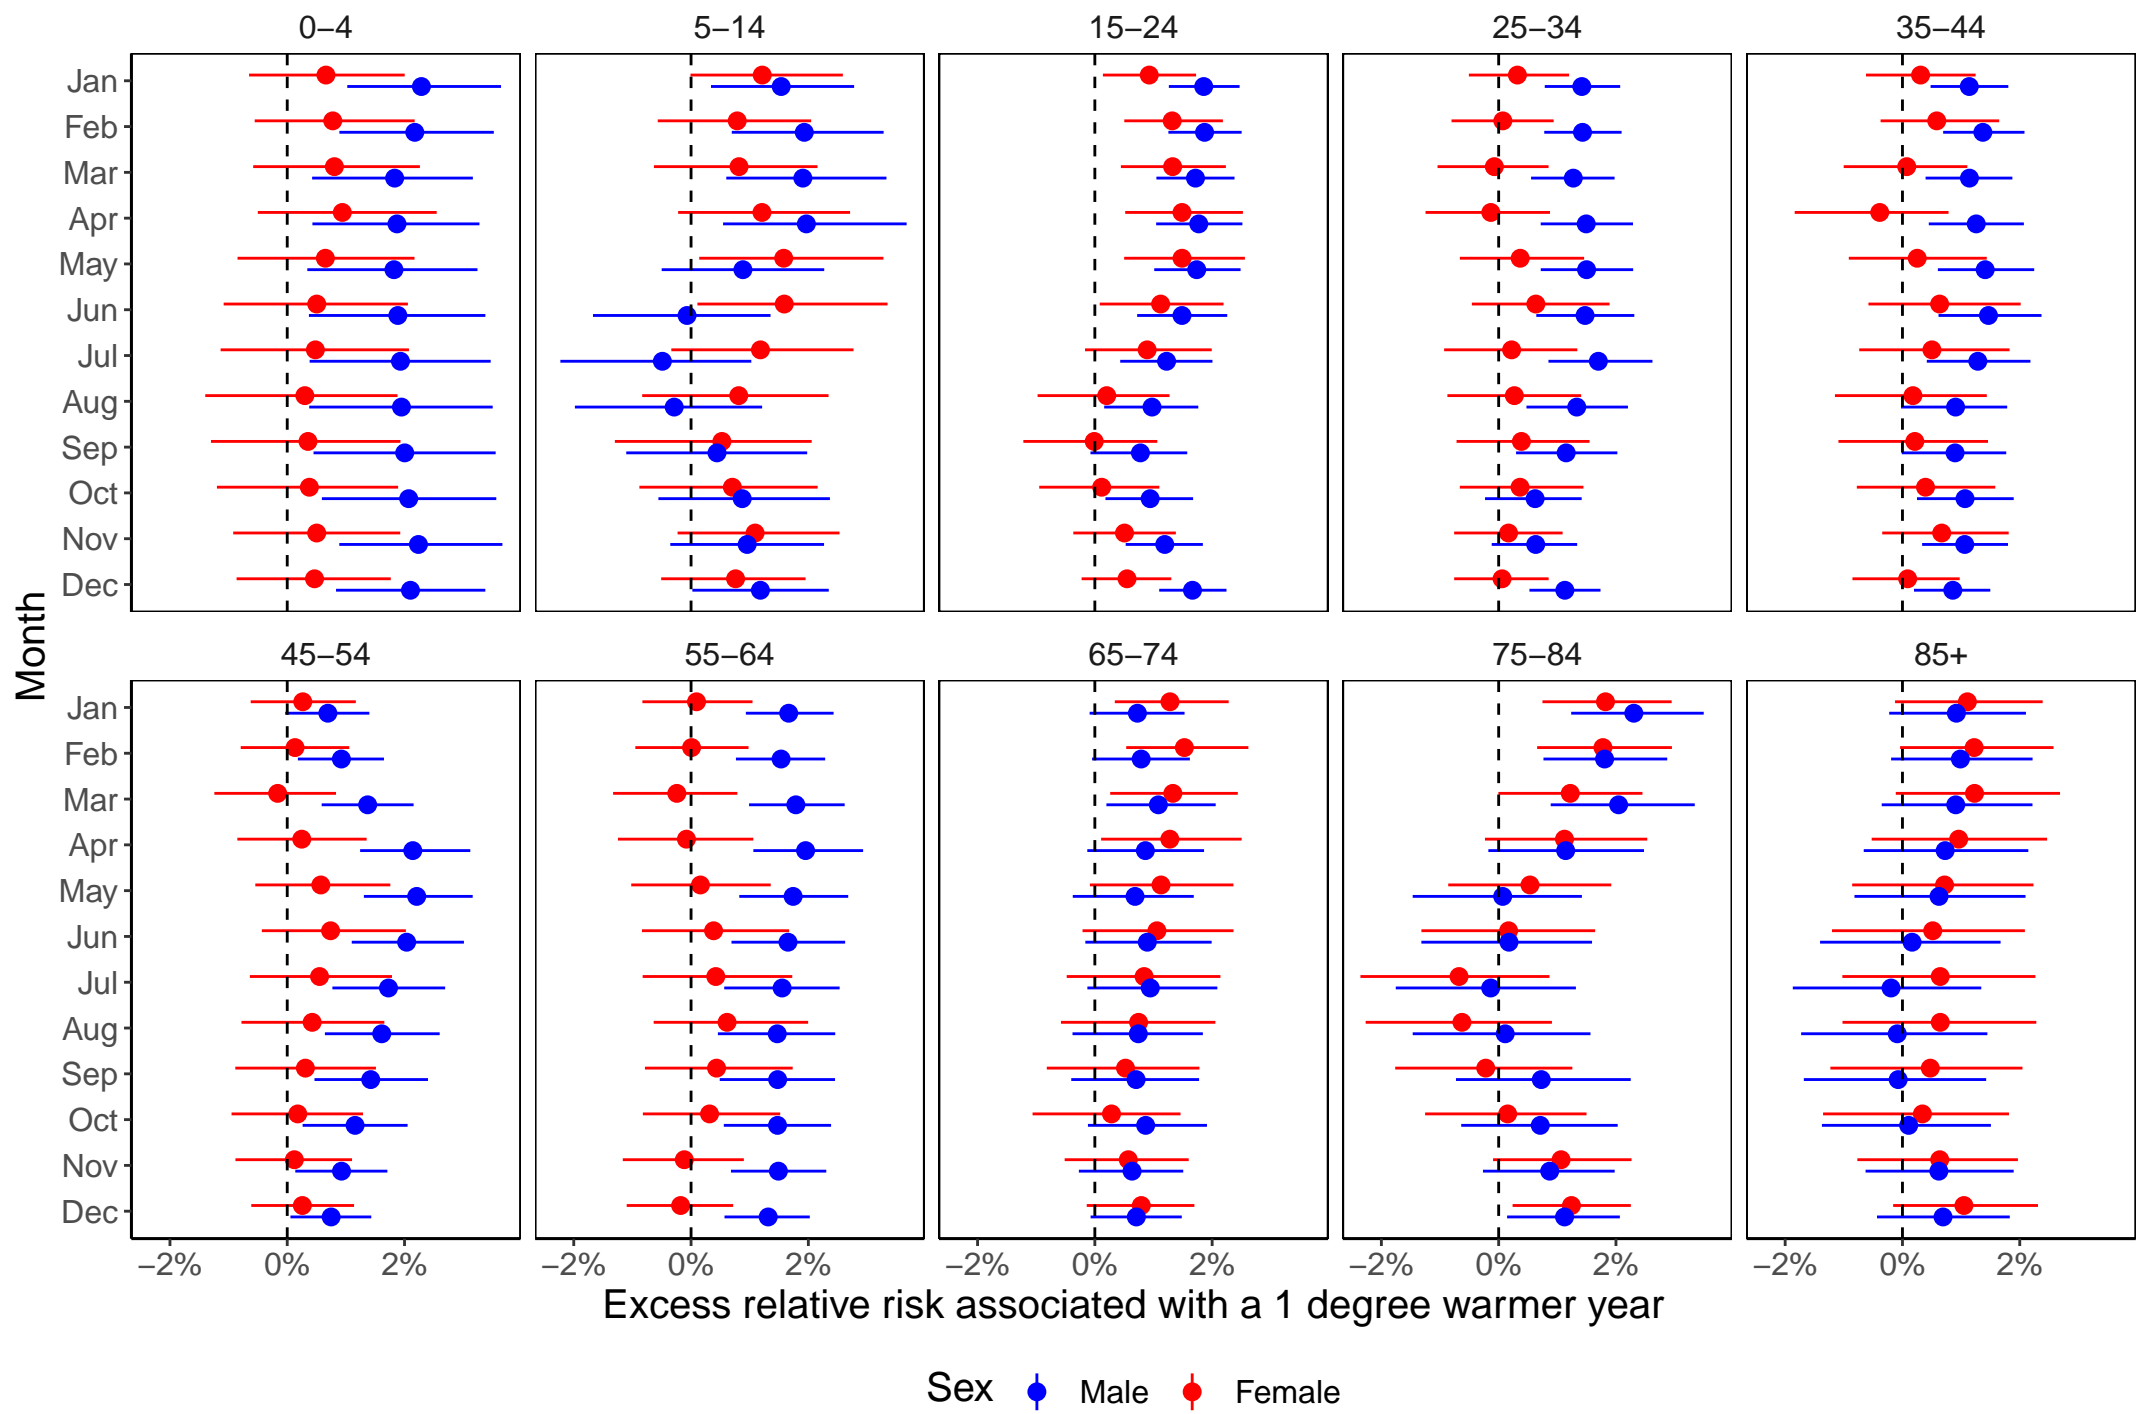 0–4 5–14 15–24 25–34 35–44
Jan
Feb
Mar
Apr
May
Jun
Jul
Aug
Sep
Oct
Nov
Dec
Month
45–54 55–64 65–74 75–84 85+
Jan
Feb
Mar
Apr
May
Jun
Jul
Aug
Sep
Oct
Nov
Dec
−2% 0% 2% −2% 0% 2% −2% 0% 2% −2% 0% 2% −2% 0% 2%
Excess relative risk associated with a 1 degree warmer year
Sex Male Female